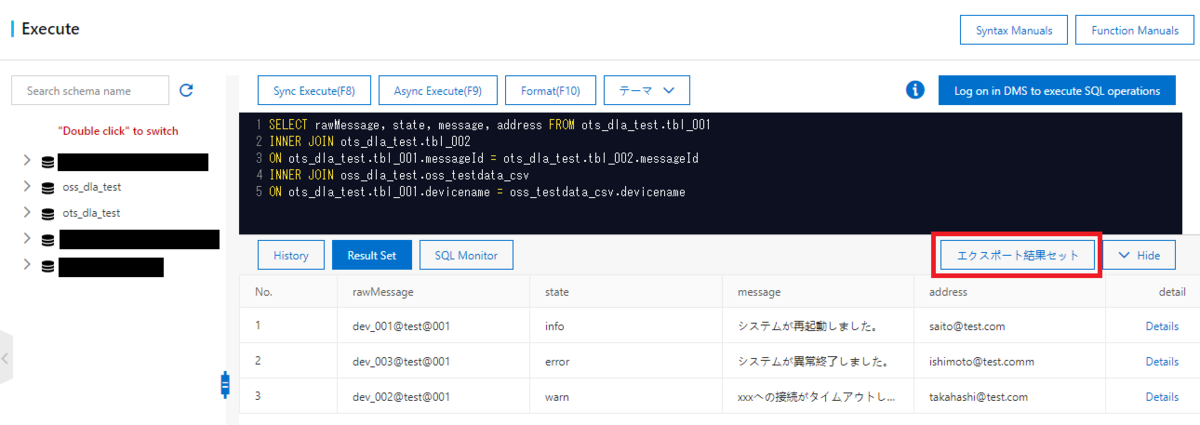 Execute
Syntax Manuals
Function Manuals
Search schema name
Sync Execute(F8)
Async Execute(F9)
Format(F10)
テーマ
Log on in DMS to execute SQL operations
"Double click" to switch
oss_dla_test
ots_dla_test
1 SELECT rawMessage, state, message, address FROM ots_dla_test.tbl_001
2 INNER JOIN ots_dla_test.tbl_002
3 ON ots_dla_test.tbl_001.messageId = ots_dla_test.tbl_002.messageId
4 INNER JOIN oss_dla_test.oss_testdata_csv
5 ON ots_dla_test.tbl_001.devicename = oss_testdata_csv.devicename
History
Result Set
SQL Monitor
エクスポート結果セット
Hide
No. rawMessage state message address detail
1 dev_001@test@001 info システムが再起動しました。 saito@test.com Details
2 dev_003@test@001 error システムが異常終了しました。 ishimoto@test.comm Details
3 dev_002@test@001 warn xxxへの接続がタイムアウトし... takahashi@test.com Details